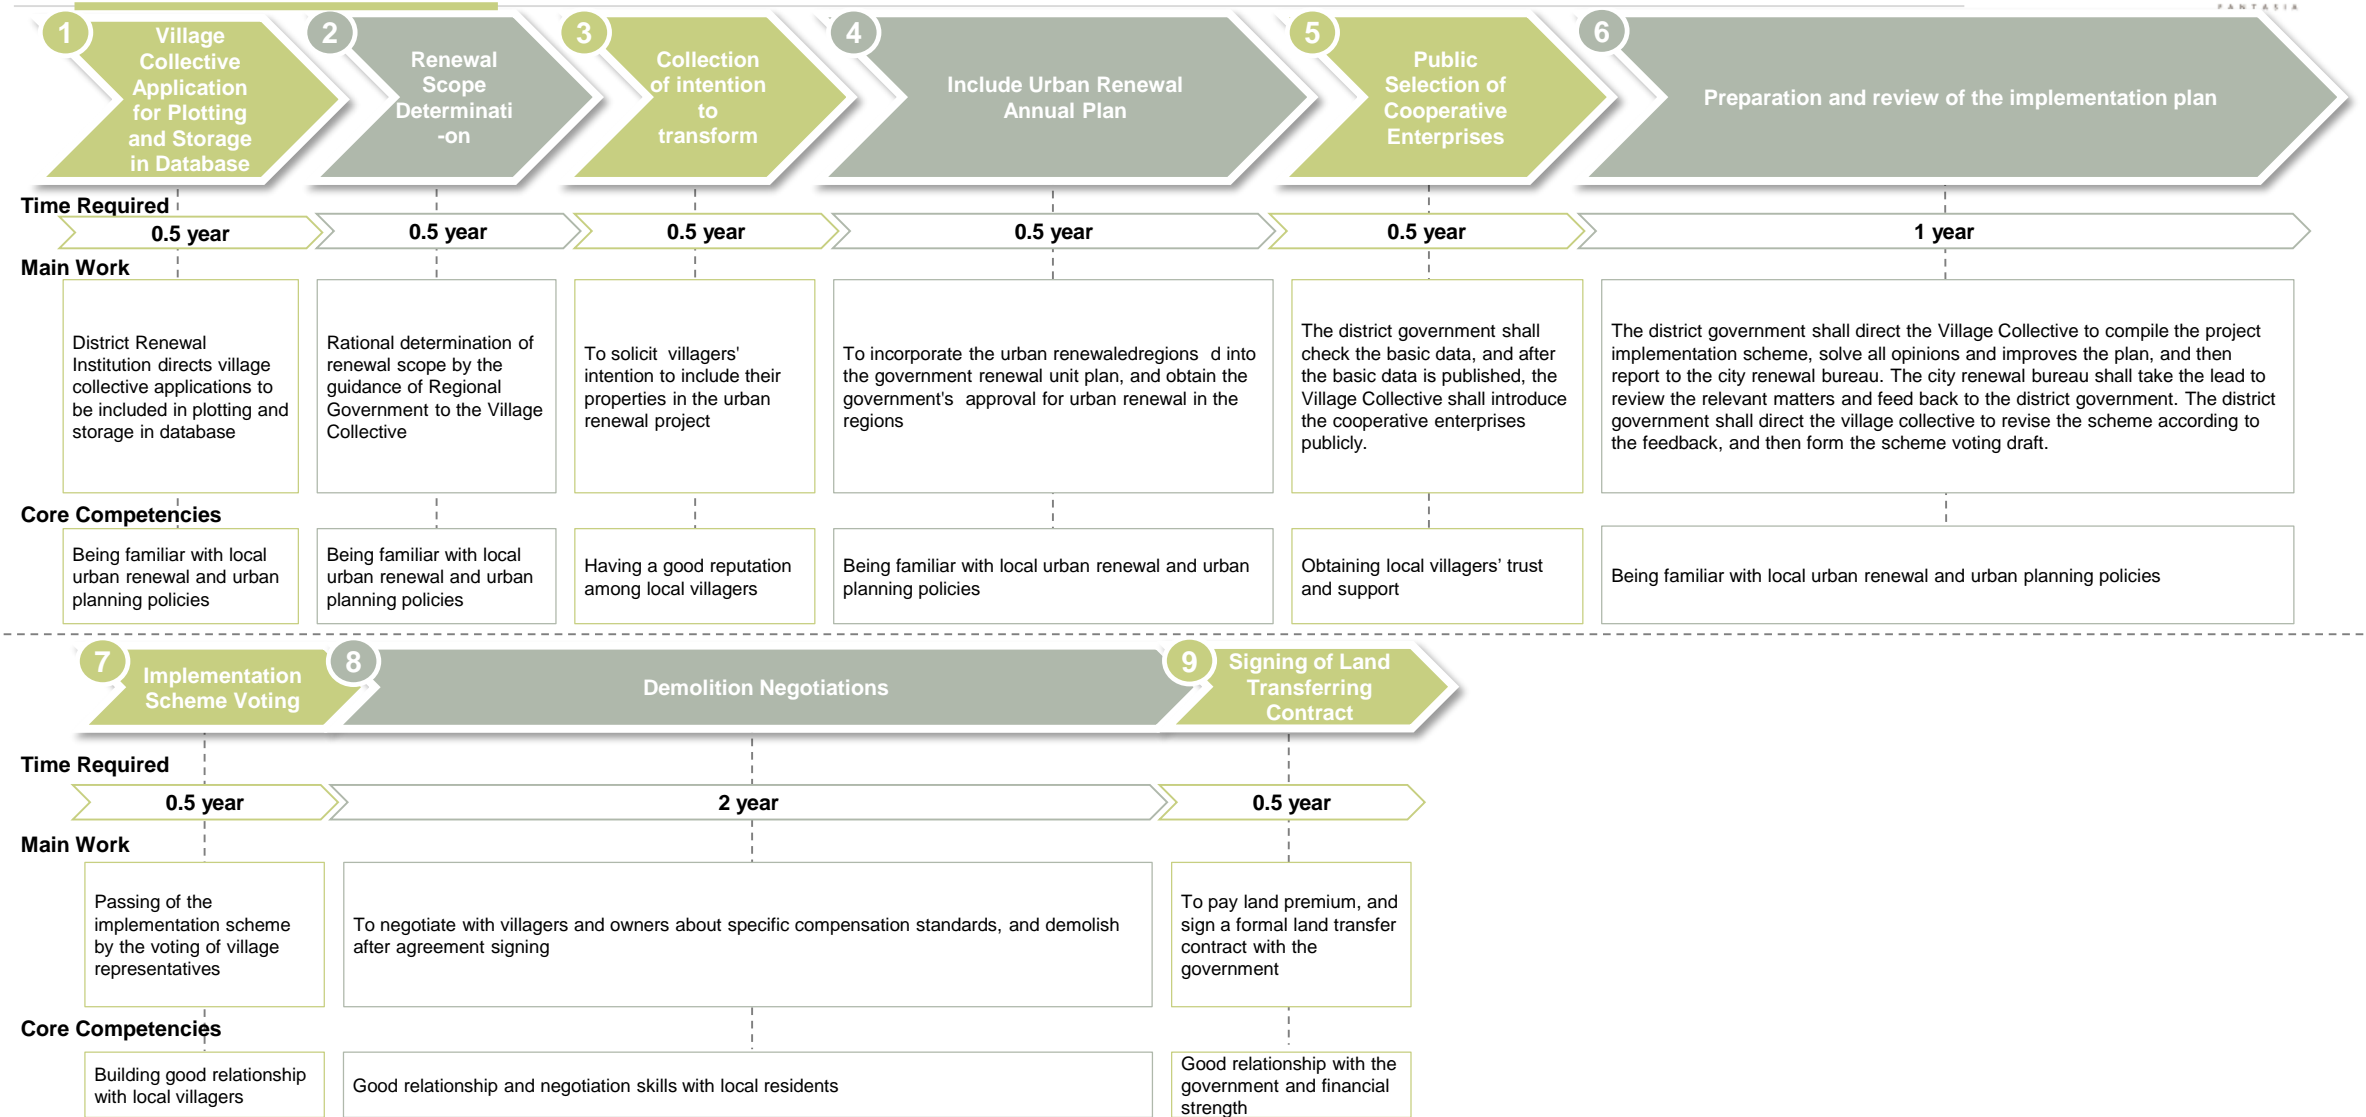 FANTASIA
1
Village
Collective
Application
for Plotting
and Storage
in Database
2
Renewal
Scope
Determinati
-on
3
Collection
of intention
to
transform
4
Include Urban Renewal
Annual Plan
5
Public
Selection of
Cooperative
Enterprises
6
Preparation and review of the implementation plan
Time Required
0.5 year
0.5 year
0.5 year
0.5 year
0.5 year
1 year
Main Work
District Renewal
Institution directs village
collective applications to
be included in plotting and
storage in database
Rational determination of
renewal scope by the
guidance of Regional
Government to the Village
Collective
To solicit villagers'
intention to include their
properties in the urban
renewal project
To incorporate the urban renewaledregions d into
the government renewal unit plan, and obtain the
government's approval for urban renewal in the
regions
The district government shall
check the basic data, and after
the basic data is published, the
Village Collective shall introduce
the cooperative enterprises
publicly.
The district government shall direct the Village Collective to compile the project
implementation scheme, solve all opinions and improves the plan, and then
report to the city renewal bureau. The city renewal bureau shall take the lead to
review the relevant matters and feed back to the district government. The district
government shall direct the village collective to revise the scheme according to
the feedback, and then form the scheme voting draft.
Core Competencies
Being familiar with local
urban renewal and urban
planning policies
Being familiar with local
urban renewal and urban
planning policies
Having a good reputation
among local villagers
Being familiar with local urban renewal and urban
planning policies
Obtaining local villagers’ trust
and support
Being familiar with local urban renewal and urban planning policies
7
Implementation
Scheme Voting
8
Demolition Negotiations
9
Signing of Land
Transferring
Contract
Time Required
0.5 year
2 year
0.5 year
Main Work
Passing of the
implementation scheme
by the voting of village
representatives
To negotiate with villagers and owners about specific compensation standards, and demolish
after agreement signing
To pay land premium, and
sign a formal land transfer
contract with the
government
Core Competencies
Building good relationship
with local villagers
Good relationship and negotiation skills with local residents
Good relationship with the
government and financial
strength